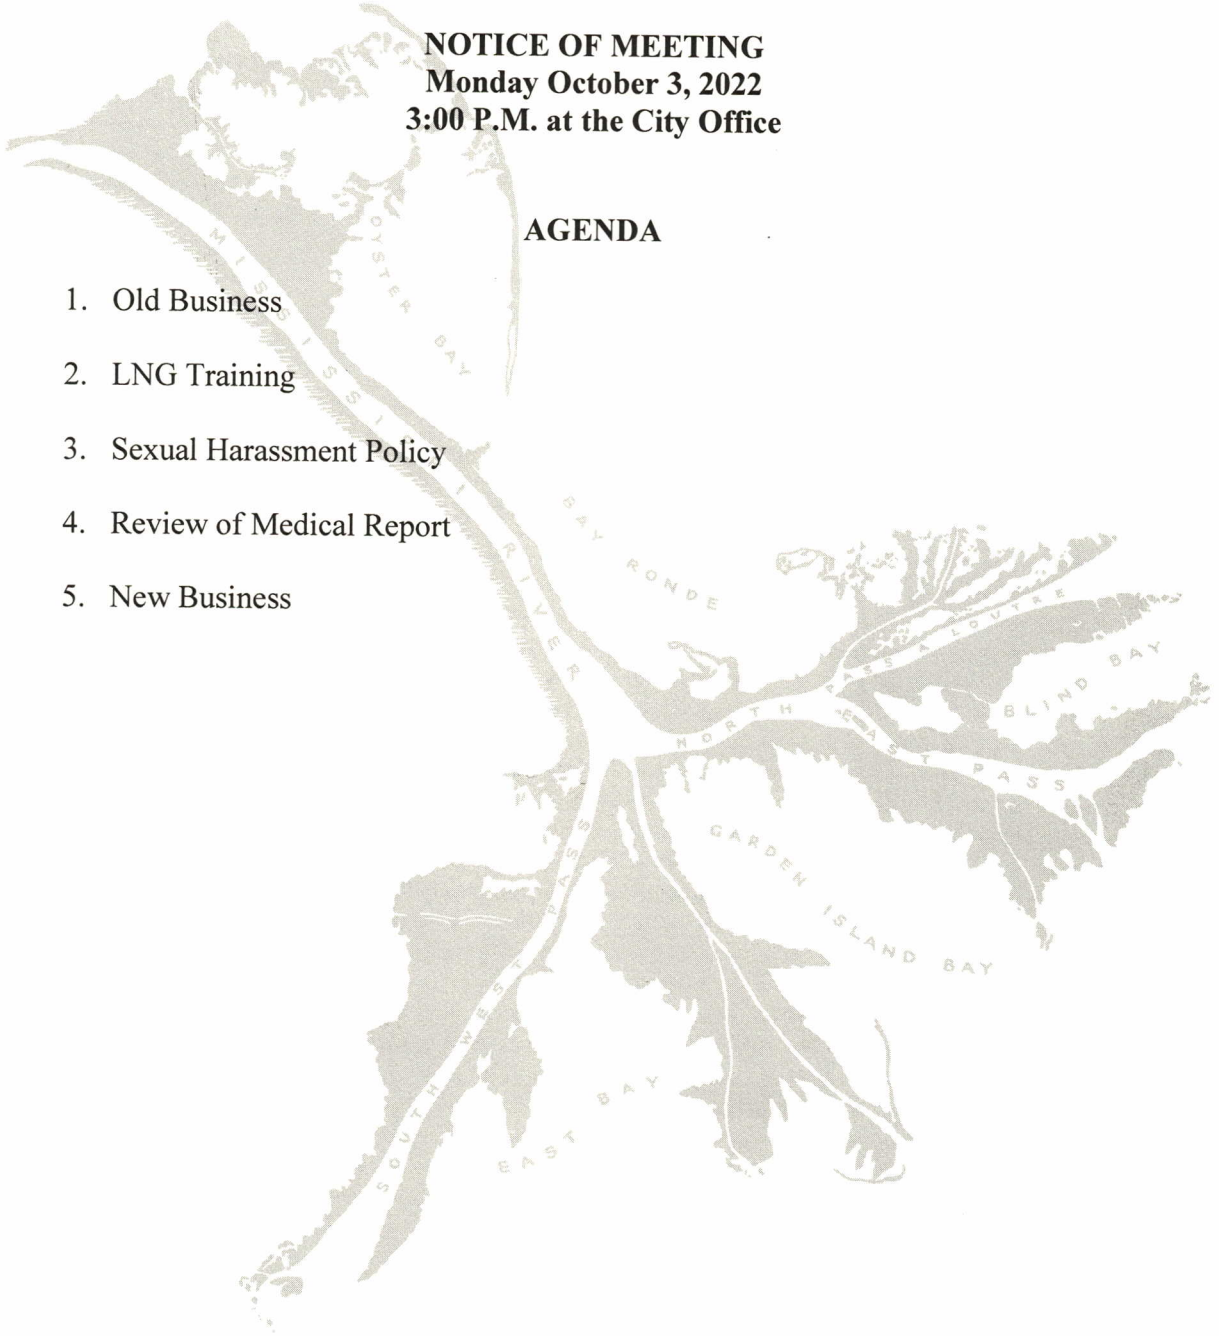 NOTICE OF MEETING
Monday October 3, 2022
3:00 P.M. at the City Office
AGENDA
1. Old Business
2. LNG Training
3. Sexual Harassment Policy
4. Review of Medical Report
5. New Business
OYSTER BAY
MISSISSIPPI RIVER
BAY RONDE
PASS A LOUTRE
BLIND BAY
NORTH EAST PASS
GARDEN ISLAND BAY
SOUTH WEST PASS
EAST BAY